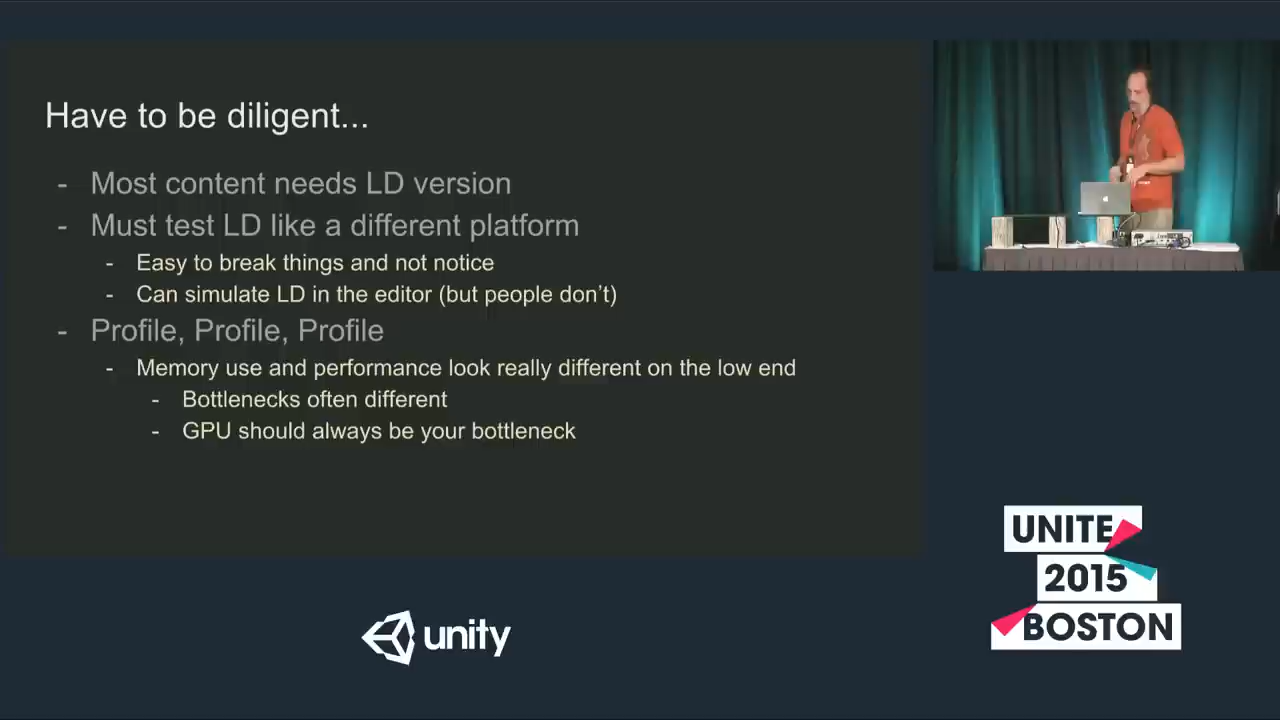 Have to be diligent...
- Most content needs LD version
- Must test LD like a different platform
- Easy to break things and not notice
- Can simulate LD in the editor (but people don't)
- Profile, Profile, Profile
- Memory use and performance look really different on the low end
- Bottlenecks often different
- GPU should always be your bottleneck
UNITE
2015
BOSTON
unity